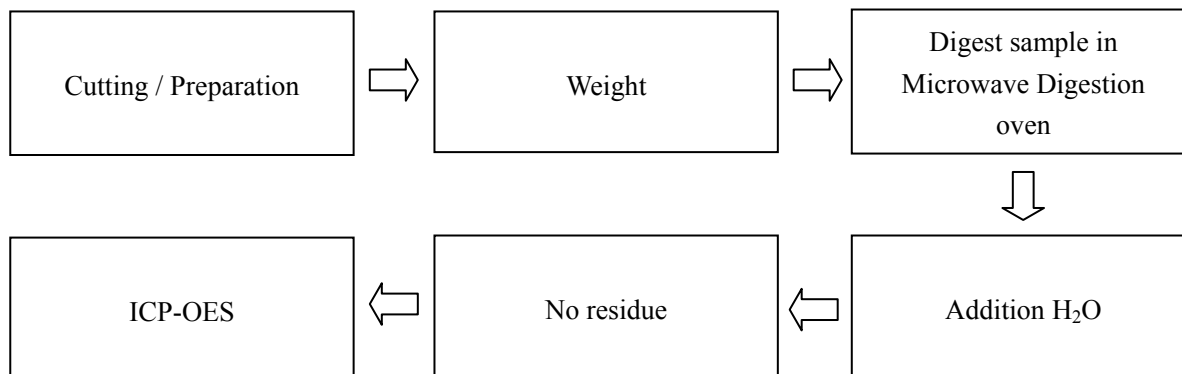 Cutting / Preparation
Weight
Digest sample in
Microwave Digestion
oven
Addition H₂O
No residue
ICP-OES